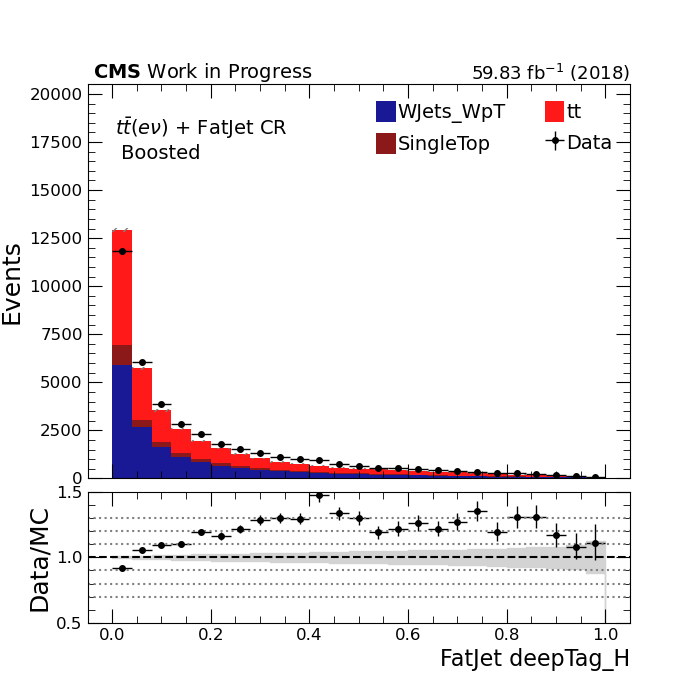 CMS Work in Progress 59.83 fb⁻¹ (2018)
20000
17500
15000
12500
10000
7500
5000
2500
0
Events
tt̄(eν) + FatJet CR
Boosted
WJets_WpT tt
SingleTop Data
1.5
1.0
0.5
Data/MC
0.0 0.2 0.4 0.6 0.8 1.0
FatJet deepTag_H